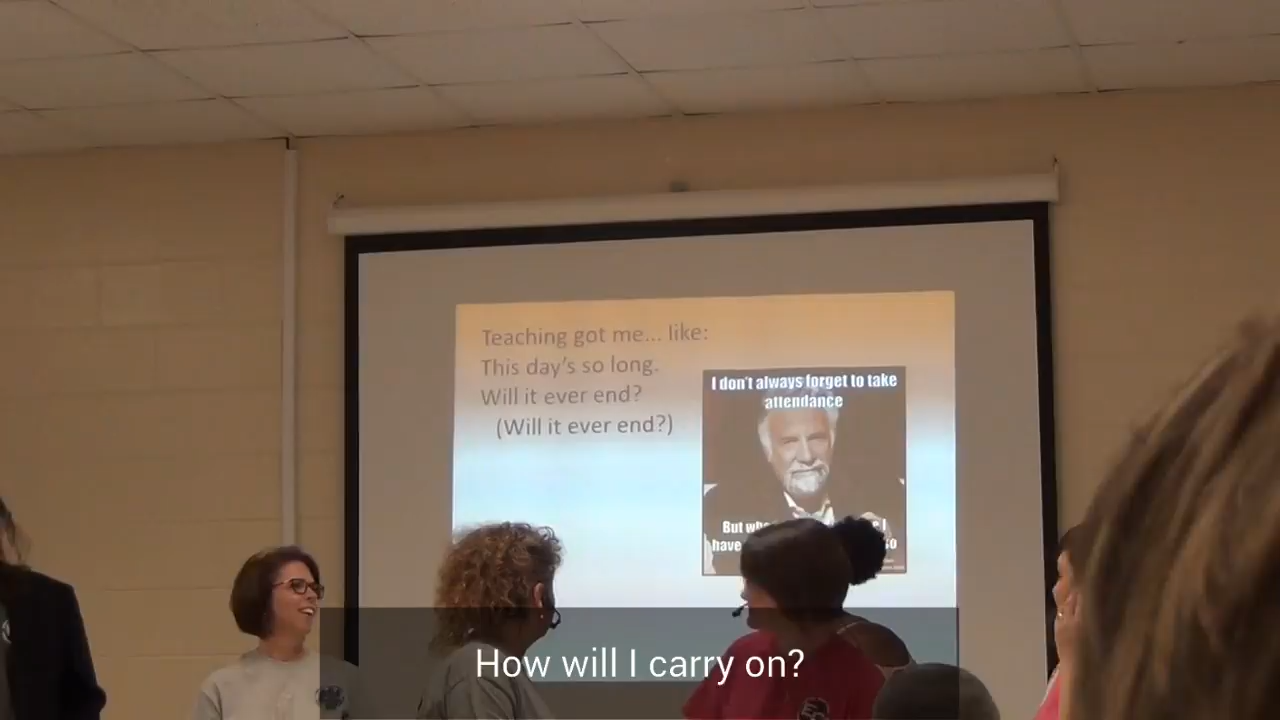 Teaching got me... like:
This day's so long.
Will it ever end?
(Will it ever end?)
I don't always forget to take
attendance
But
I
have
so
How will I carry on?